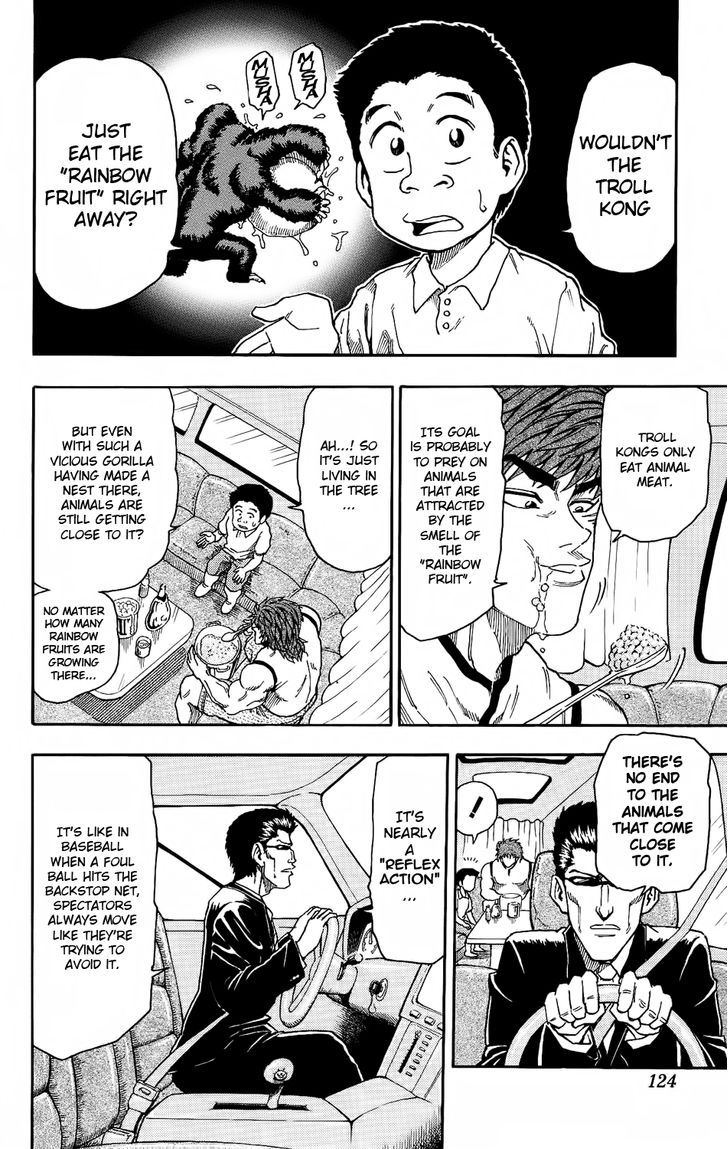 WOULDN'T
THE
TROLL
KONG
JUST
EAT THE
"RAINBOW
FRUIT" RIGHT
AWAY?
MUSHA
MUSHA
TROLL
KONGS ONLY
EAT ANIMAL
MEAT.
ITS GOAL
IS PROBABLY
TO PREY ON
ANIMALS
THAT ARE
ATTRACTED
BY THE
SMELL OF
THE
"RAINBOW
FRUIT".
AH...! SO
IT'S JUST
LIVING IN
THE TREE
...
BUT EVEN
WITH SUCH A
VICIOUS GORILLA
HAVING MADE A
NEST THERE,
ANIMALS ARE
STILL GETTING
CLOSE TO IT?
NO MATTER
HOW MANY
RAINBOW
FRUITS ARE
GROWING
THERE...
THERE'S
NO END
TO THE
ANIMALS
THAT COME
CLOSE
TO IT.
!
IT'S
NEARLY
A
"REFLEX
ACTION"
...
IT'S LIKE IN
BASEBALL
WHEN A FOUL
BALL HITS THE
BACKSTOP NET,
SPECTATORS
ALWAYS MOVE
LIKE THEY'RE
TRYING TO
AVOID IT.
124